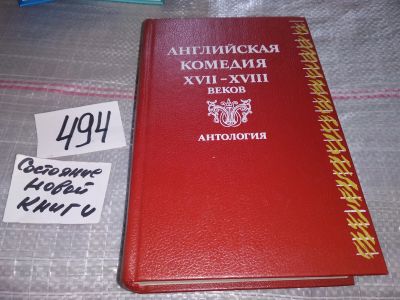 АНГЛИЙСКАЯ
КОМЕДИЯ
XVII-XVIII
ВЕКОВ
АНТОЛОГИЯ
494
Состояние
новой
книги